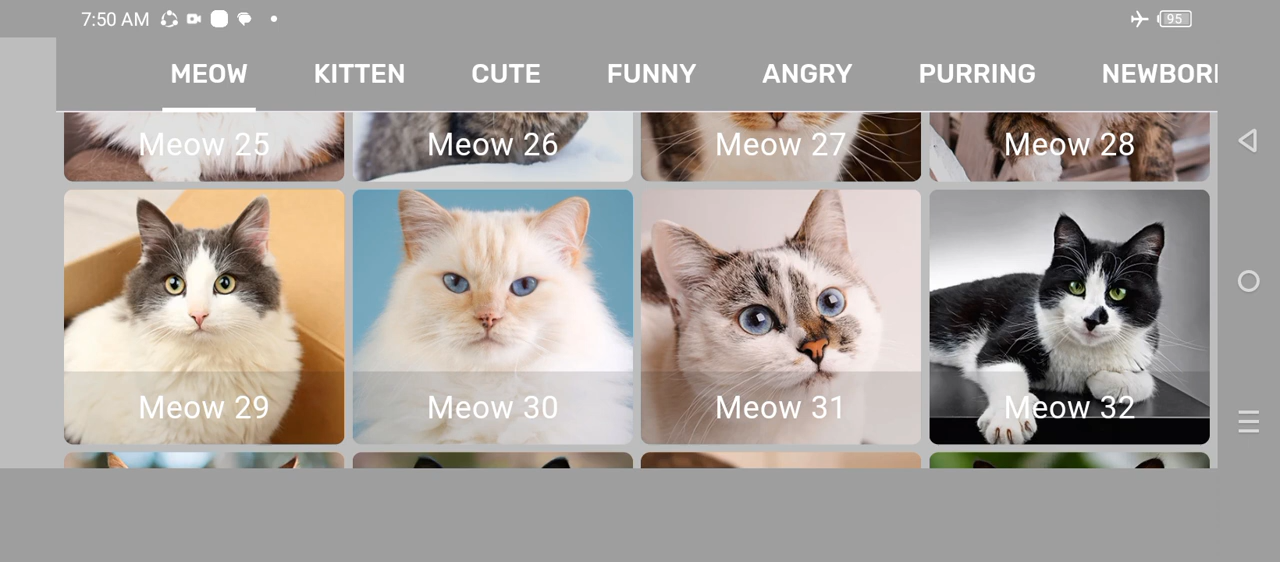 7:50 AM 95
MEOW KITTEN CUTE FUNNY ANGRY PURRING NEWBOR
Meow 25 Meow 26 Meow 27 Meow 28
Meow 29 Meow 30 Meow 31 Meow 32